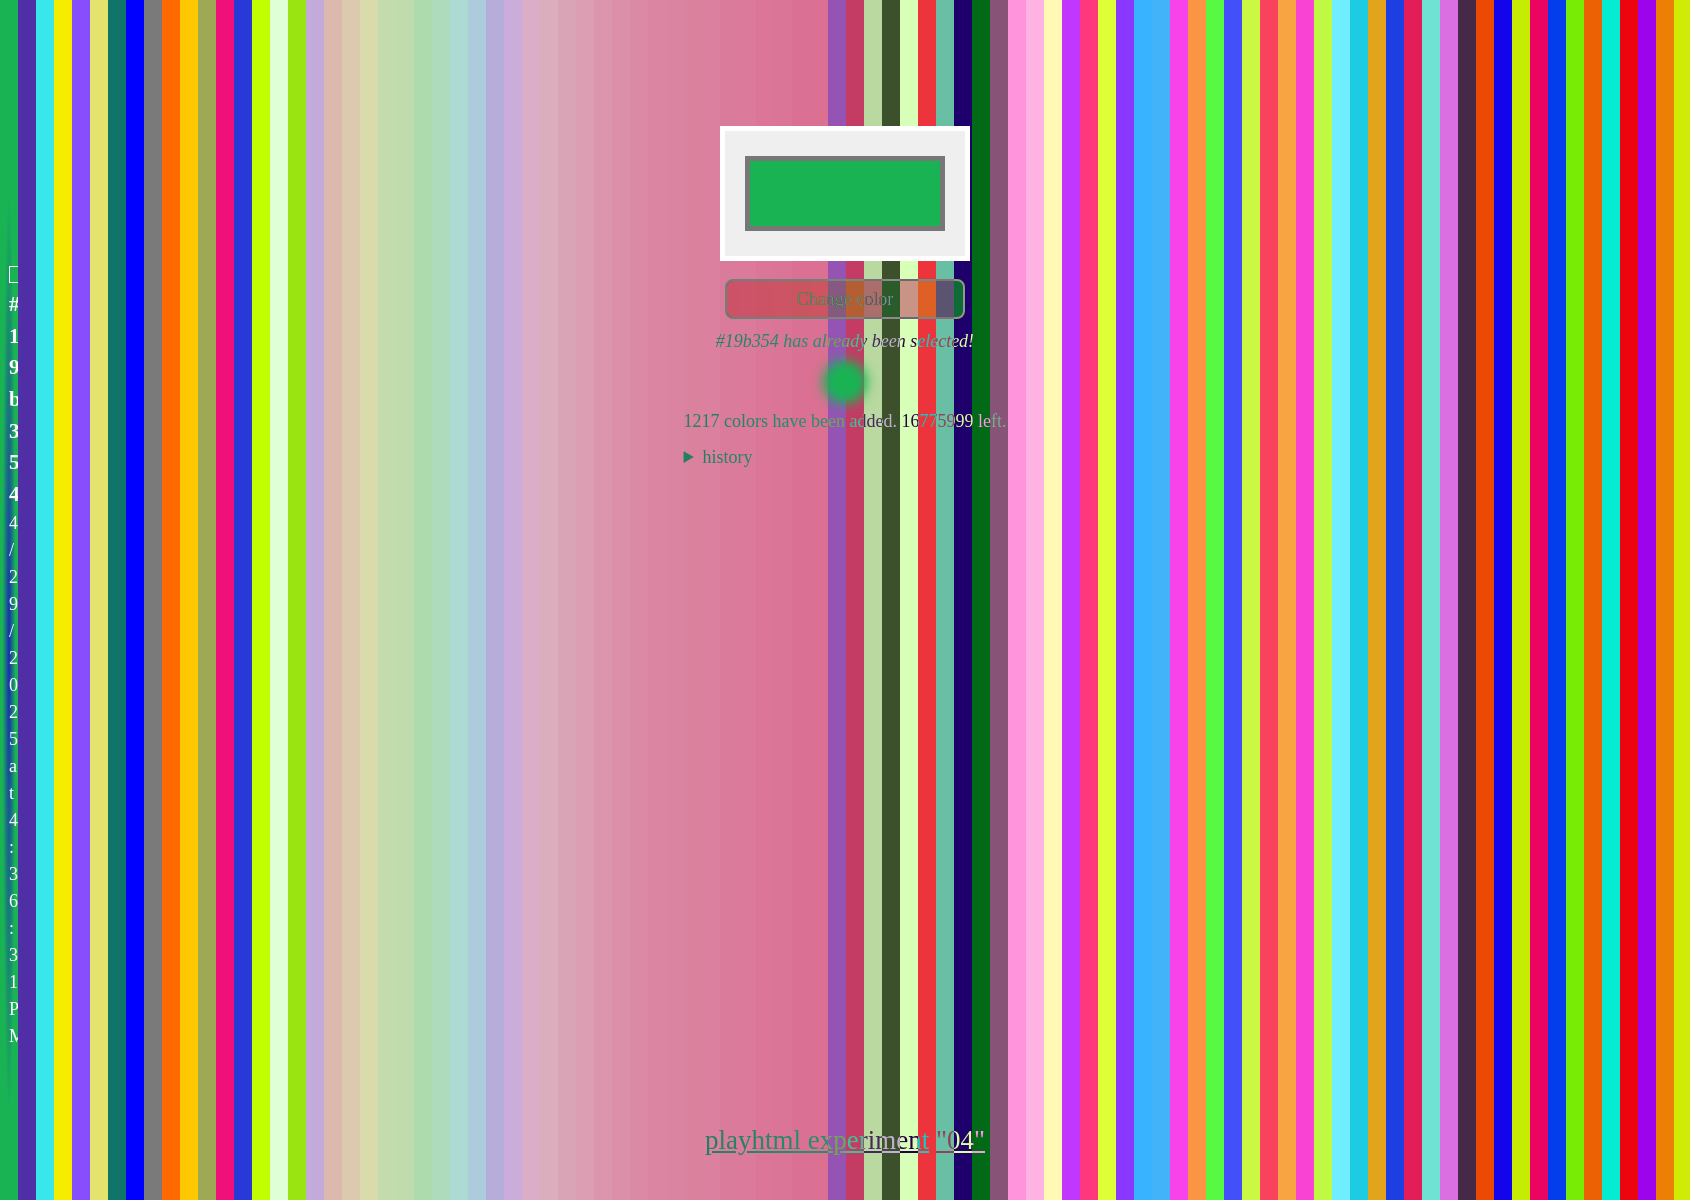 #19b354
4/29/2025 at 4:36:31 PM
Change color
#19b354 has already been selected!
1217 colors have been added. 16775999 left.
history
playhtml experiment "04"